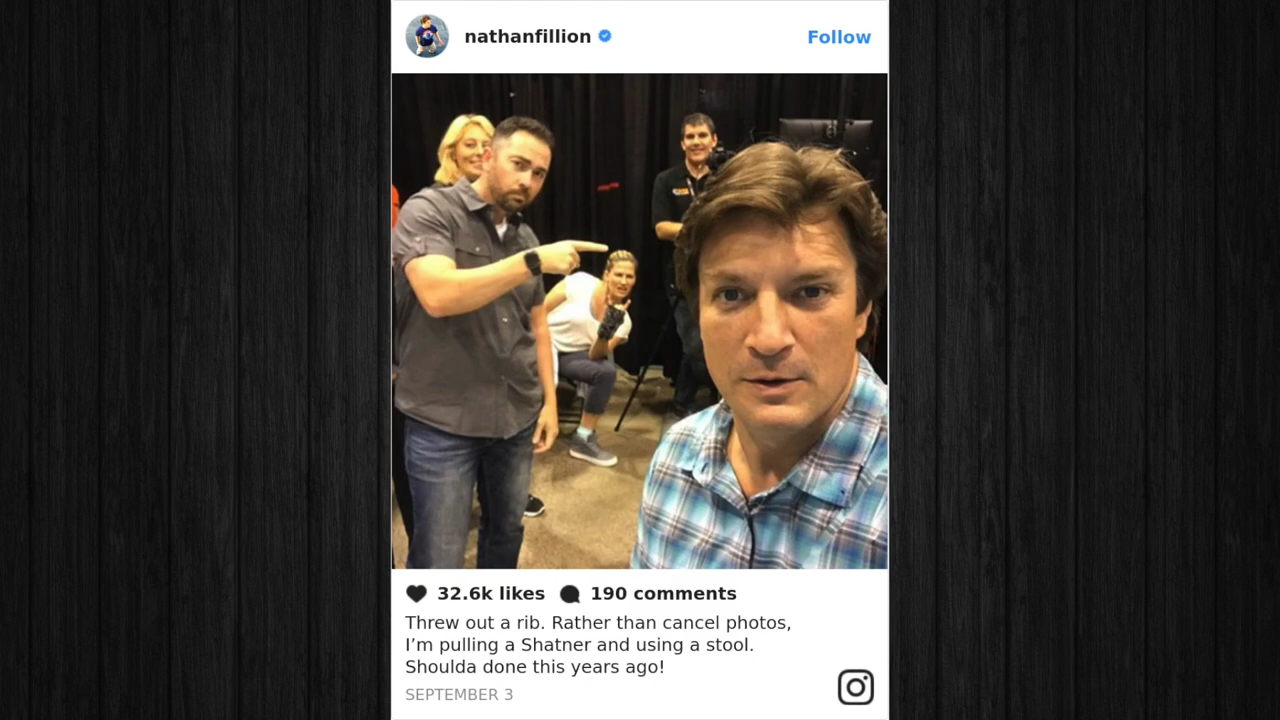 nathanfillion
Follow
32.6k likes 190 comments
Threw out a rib. Rather than cancel photos,
I’m pulling a Shatner and using a stool.
Shoulda done this years ago!
SEPTEMBER 3